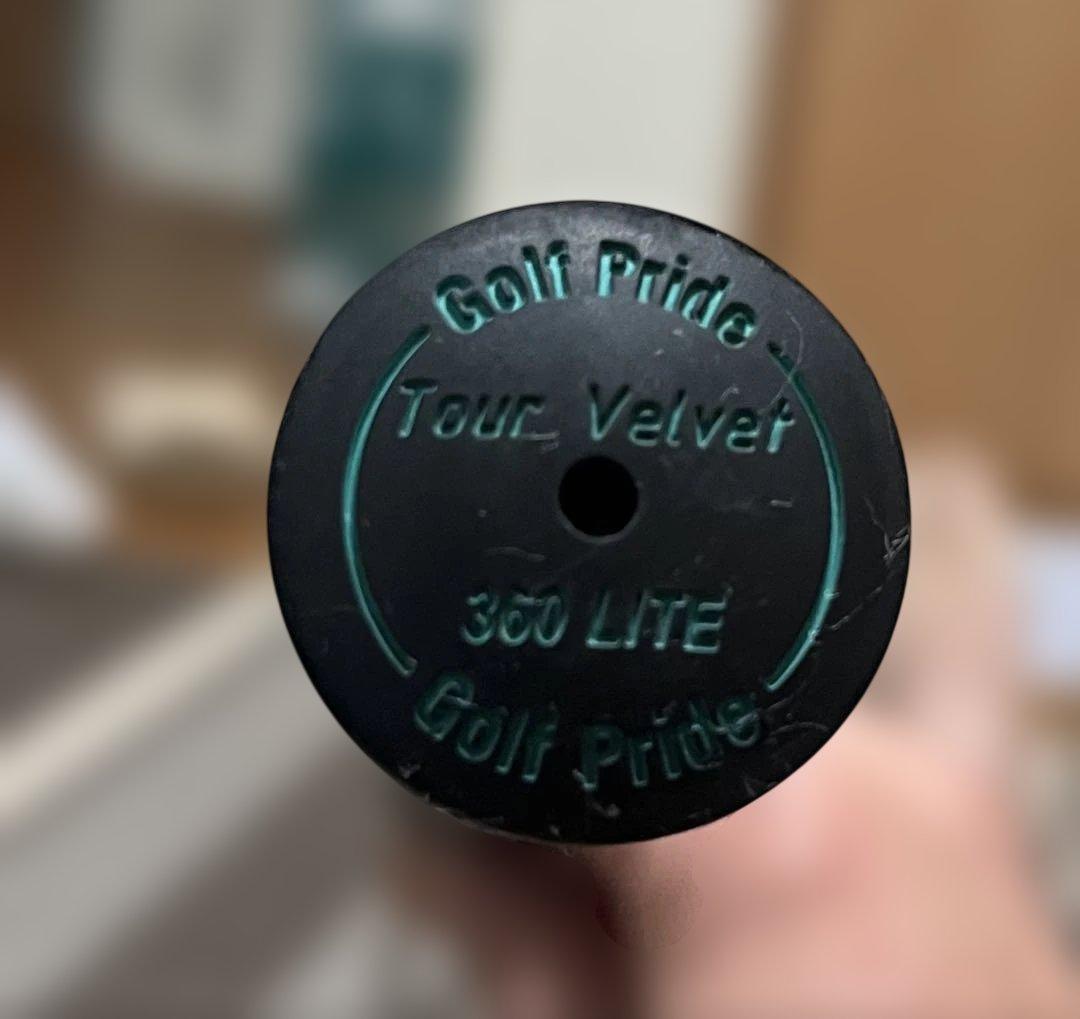 Golf Pride
Tour Velvet
360 LITE
Golf Pride